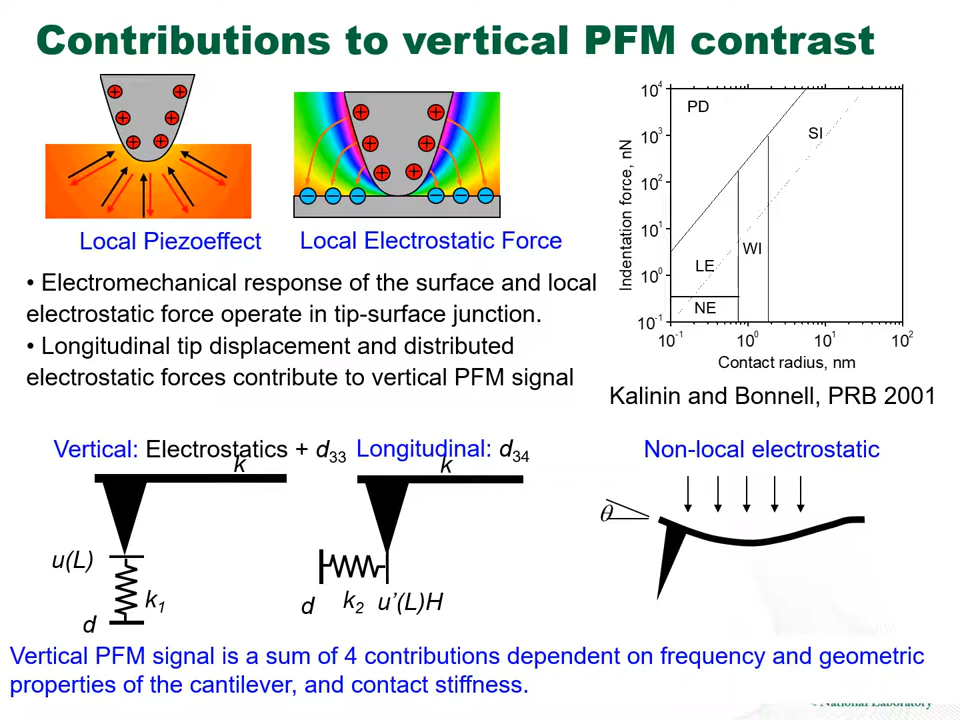 Contributions to vertical PFM contrast
Local Piezoeffect
Local Electrostatic Force
• Electromechanical response of the surface and local
electrostatic force operate in tip-surface junction.
• Longitudinal tip displacement and distributed
electrostatic forces contribute to vertical PFM signal
Indentation force, nN
10⁴
10³
10²
10¹
10⁰
10⁻¹
PD
SI
WI
LE
NE
10⁻¹ 10⁰ 10¹ 10²
Contact radius, nm
Kalinin and Bonnell, PRB 2001
Vertical: Electrostatics + d₃₃
k
u(L)
k₁
d
Longitudinal: d₃₄
k
d k₂ u’(L)H
Non-local electrostatic
θ
Vertical PFM signal is a sum of 4 contributions dependent on frequency and geometric
properties of the cantilever, and contact stiffness.
National Laboratory